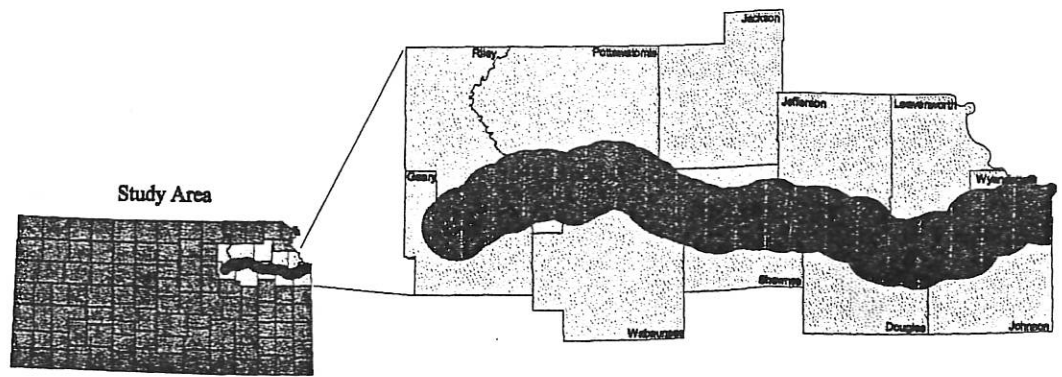 Jackson
Riley
Pottawatomie
Jefferson
Leavenworth
Geary
Study Area
Shawnee
Wabaunsee
Douglas
Johnson